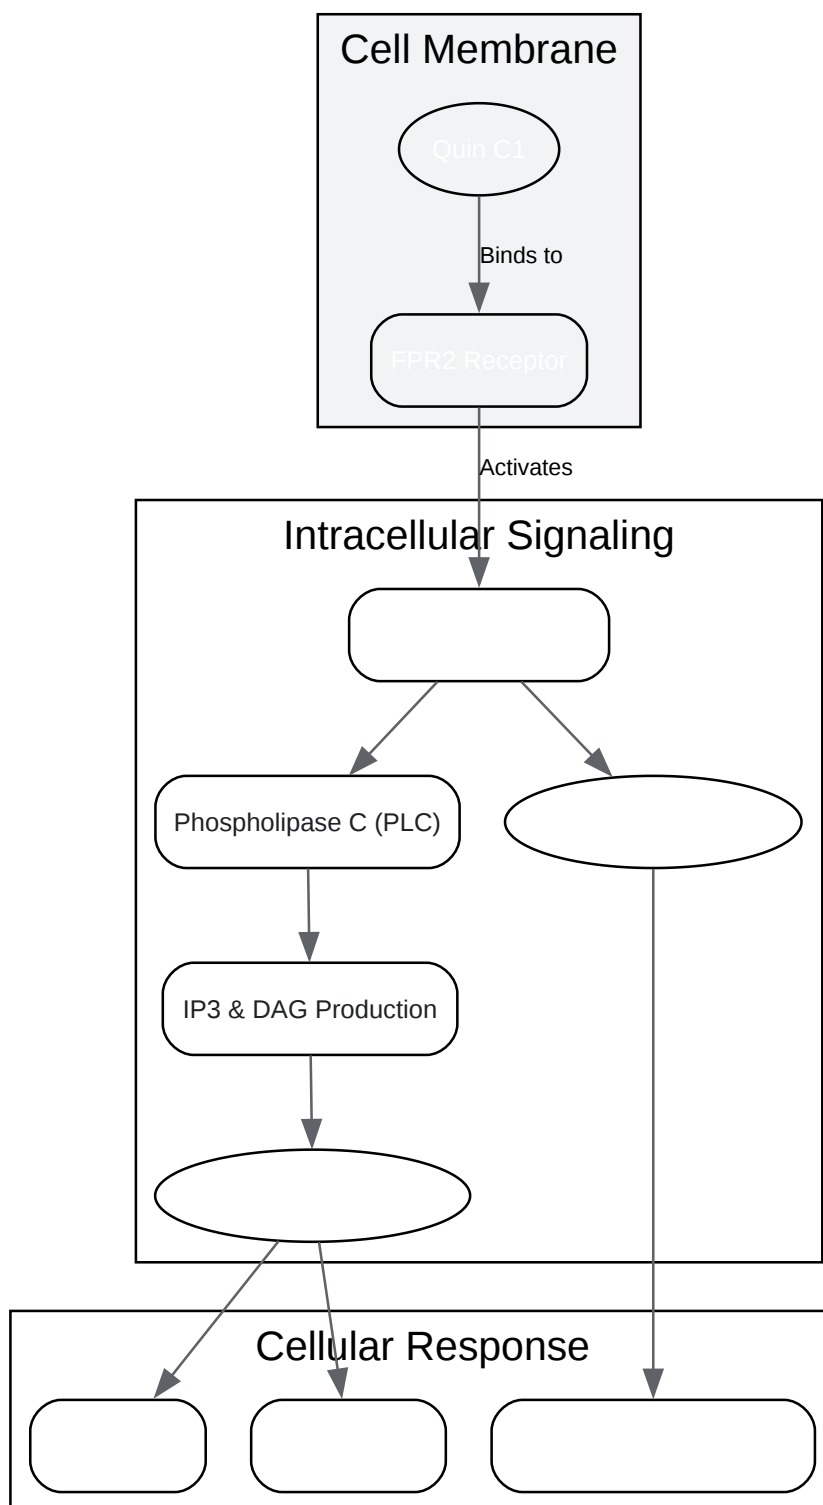 Cell Membrane
Quin C1
Binds to
FPR2 Receptor
Activates
Intracellular Signaling
Phospholipase C (PLC)
IP3 & DAG Production
Cellular Response